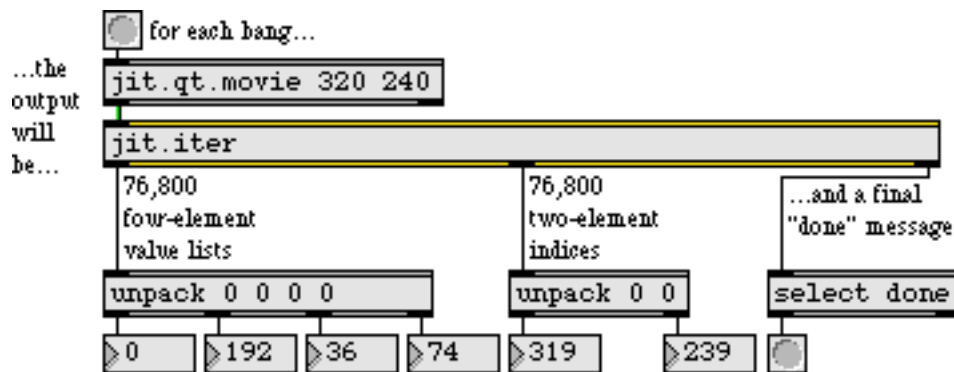 for each bang...
...the
output
will
be...
jit.qt.movie 320 240
jit.iter
76,800
four-element
value lists
76,800
two-element
indices
...and a final
"done" message
unpack 0 0 0 0
unpack 0 0
select done
0
192
36
74
319
239